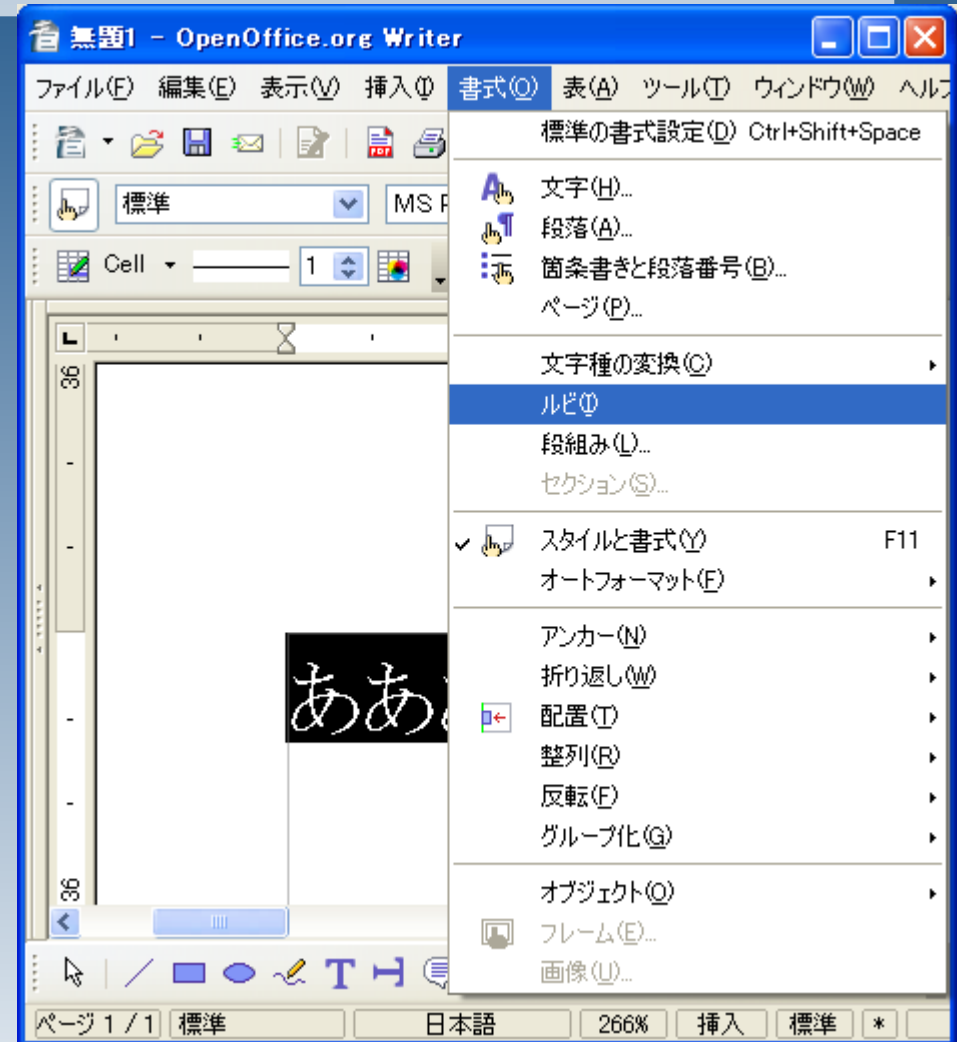 無題1 - OpenOffice.org Writer
ファイル(F) 編集(E) 表示(V) 挿入(I) 書式(O) 表(A) ツール(T) ウィンドウ(W) ヘルプ
標準の書式設定(D) Ctrl+Shift+Space
標準 MS P
文字(H)...
段落(A)...
Cell 1
箇条書きと段落番号(B)...
ページ(P)...
文字種の変換(C)
36
ルビ(I)
段組み(L)...
セクション(S)...
スタイルと書式(Y) F11
オートフォーマット(F)
アンカー(N)
折り返し(W)
ああ
配置(T)
整列(R)
反転(F)
グループ化(G)
36
オブジェクト(O)
フレーム(E)...
画像(U)...
ページ 1 / 1 標準 日本語 266% 挿入 標準 *